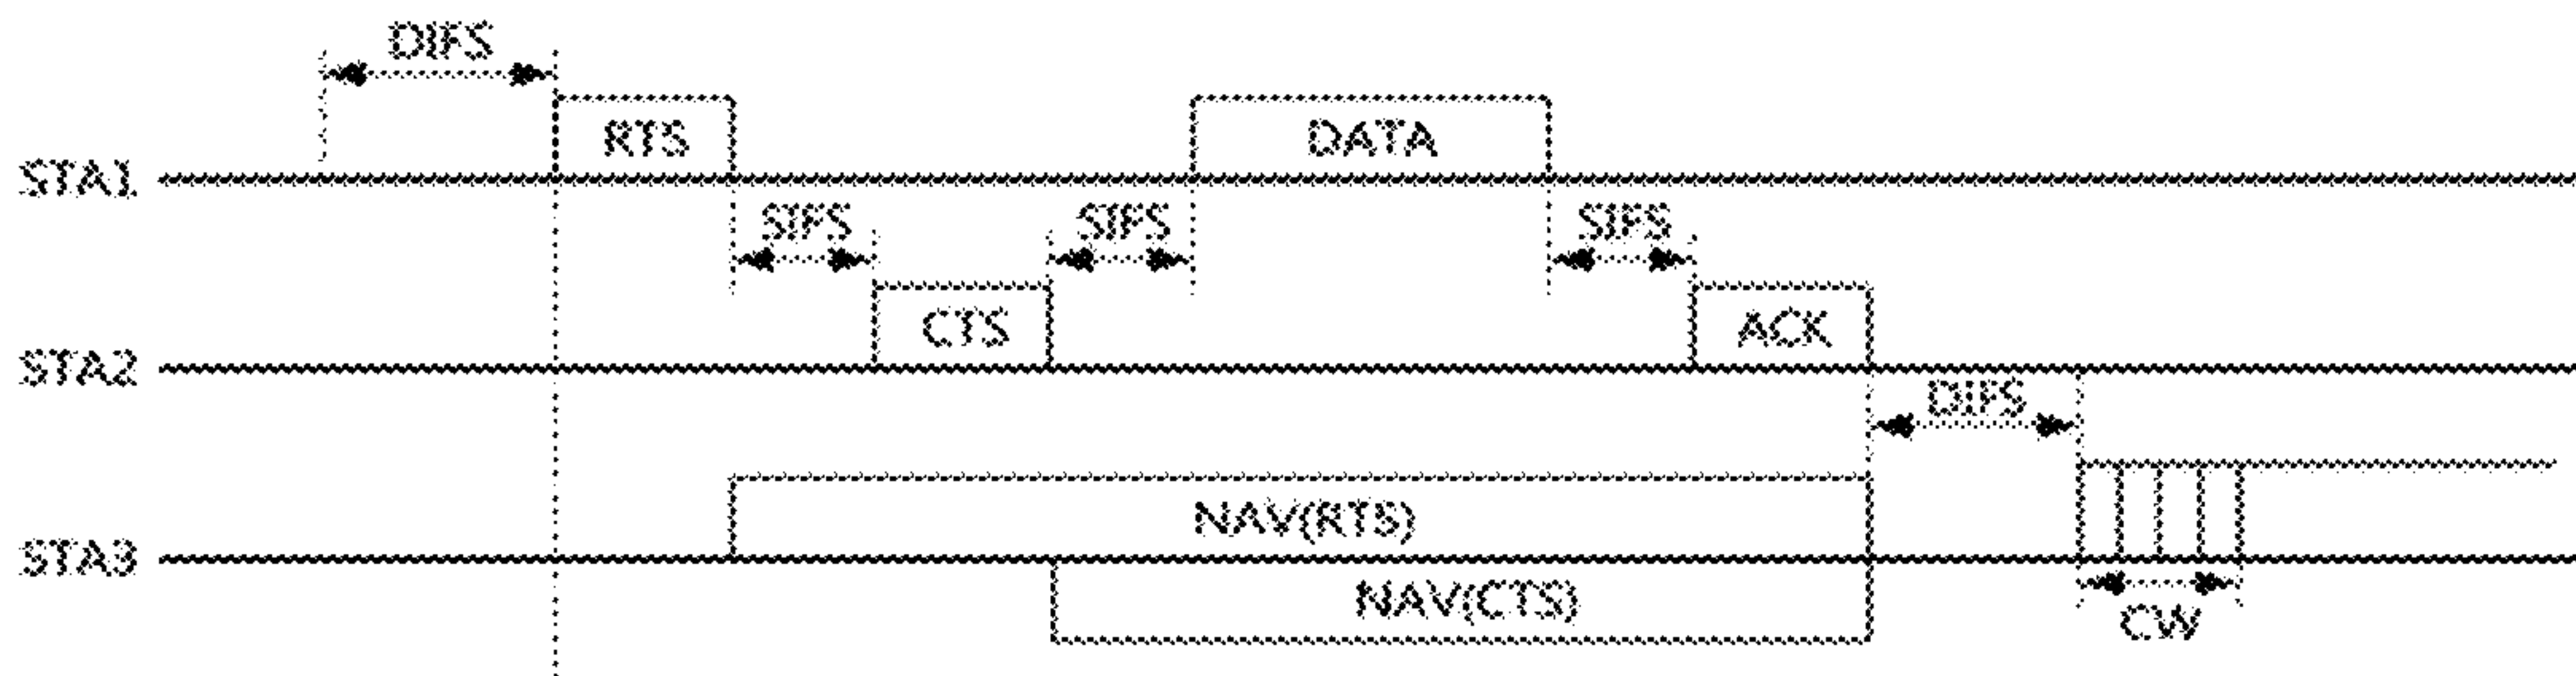 DIFS
RTS
DATA
STA1
SIFS
SIFS
SIFS
CTS
ACK
STA2
DIFS
NAV(RTS)
STA3
NAV(CTS)
CW